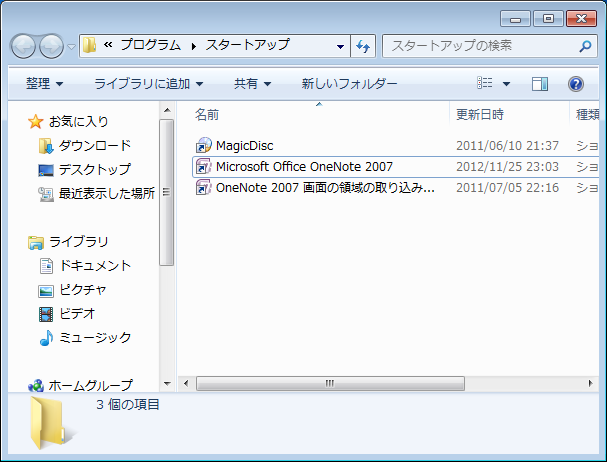 « プログラム スタートアップ
スタートアップの検索
整理 ライブラリに追加 共有 新しいフォルダー
名前 更新日時 種類
お気に入り
ダウンロード
デスクトップ
最近表示した場所
ライブラリ
ドキュメント
ピクチャ
ビデオ
ミュージック
ホームグループ
MagicDisc 2011/06/10 21:37 ショ
Microsoft Office OneNote 2007 2012/11/25 23:03 ショ
OneNote 2007 画面の領域の取り込み... 2011/07/05 22:16 ショ
3 個の項目